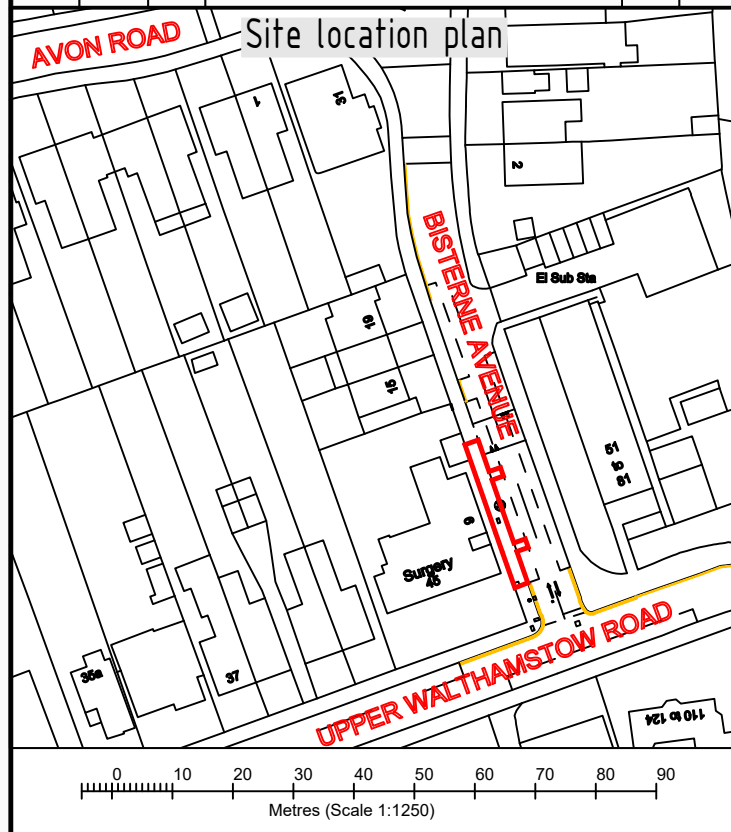 Site location plan
AVON ROAD
1
31
2
BISTERNE AVENUE
El Sub Sta
19
15
51
to
81
6
Surgery
45
35a
37
UPPER WALTHAMSTOW ROAD
110 to 124
0 10 20 30 40 50 60 70 80 90
Metres (Scale 1:1250)